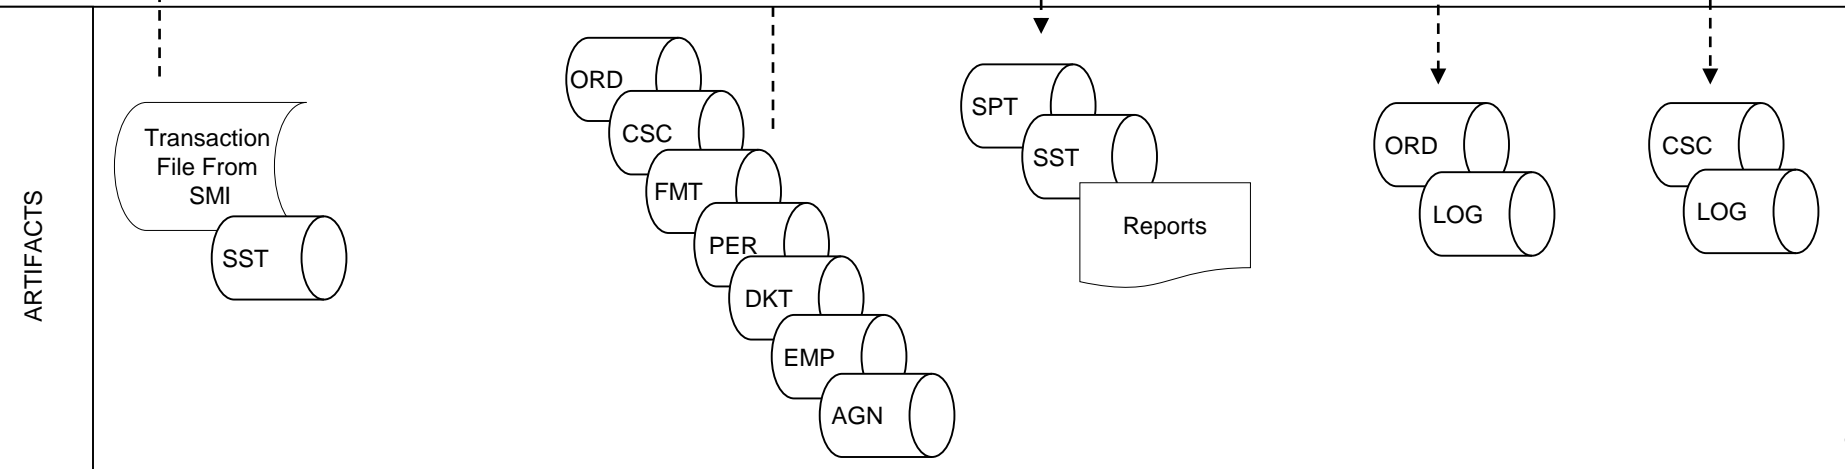 ARTIFACTS
Transaction
File From
SMI
SST
ORD
CSC
FMT
PER
DKT
EMP
AGN
SPT
SST
Reports
ORD
LOG
CSC
LOG